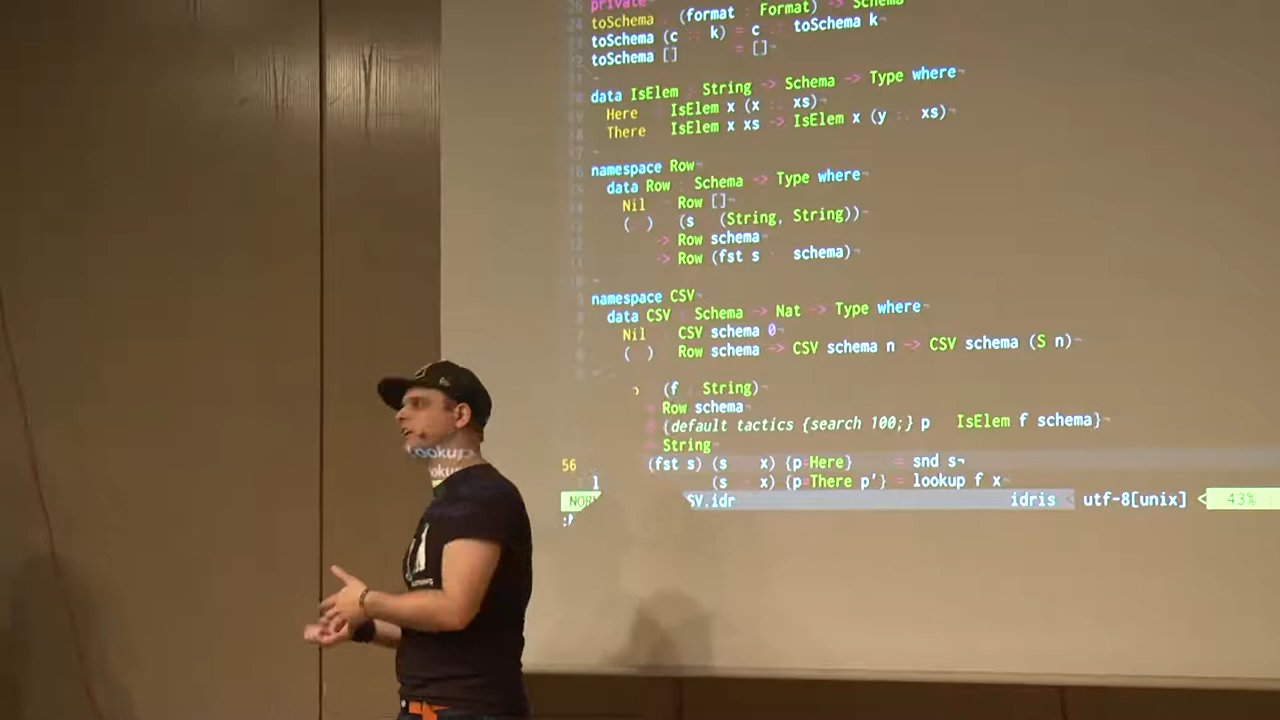 private
toSchema : (format : Format) -> Schema
toSchema (c :: k) = c :: toSchema k
toSchema [] = []
data IsElem : String -> Schema -> Type where
Here IsElem x (x :: xs)
There IsElem x xs -> IsElem x (y :: xs)
namespace Row
data Row : Schema -> Type where
Nil Row []
( ) (s (String, String))
-> Row schema
-> Row (fst s schema)
namespace CSV
data CSV : Schema -> Nat -> Type where
Nil CSV schema 0
( ) Row schema -> CSV schema n -> CSV schema (S n)
(f : String)
Lookup
Row schema
{default tactics {search 100;} p IsElem f schema}
String
56 (fst s) (s x) {p=Here} = snd s
1 (s x) {p=There p'} = lookup f x
SV.idr idris < utf-8[unix] < 43%